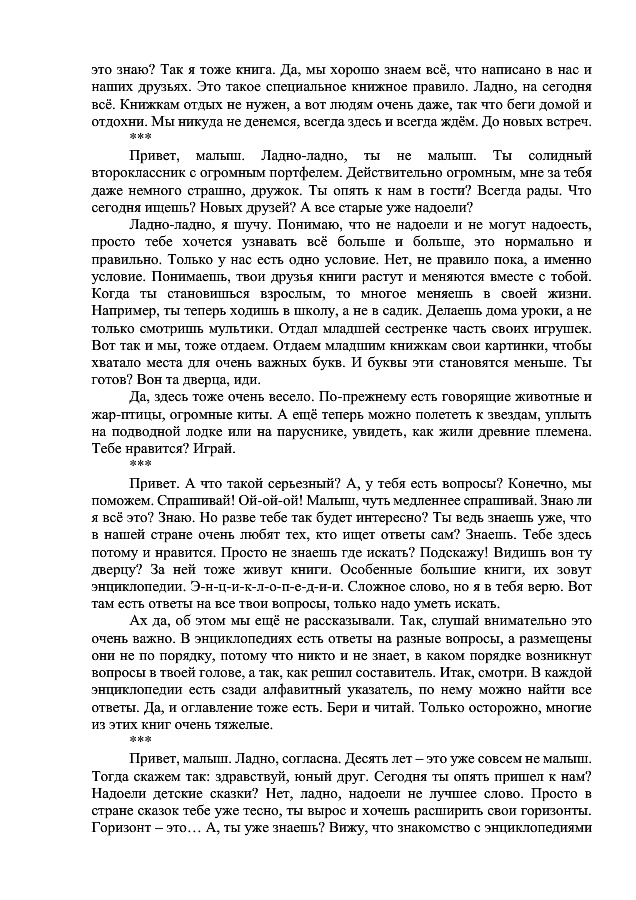 это знаю? Так я тоже книга. Да, мы хорошо знаем всё, что написано в нас и
наших друзьях. Это такое специальное книжное правило. Ладно, на сегодня
всё. Книжкам отдых не нужен, а вот людям очень даже, так что беги домой и
отдохни. Мы никуда не денемся, всегда здесь и всегда ждём. До новых встреч.
***
Привет, малыш. Ладно-ладно, ты не малыш. Ты солидный
второклассник с огромным портфелем. Действительно огромным, мне за тебя
даже немного страшно, дружок. Ты опять к нам в гости? Всегда рады. Что
сегодня ищешь? Новых друзей? А все старые уже надоели?
Ладно-ладно, я шучу. Понимаю, что не надоели и не могут надоесть,
просто тебе хочется узнавать всё больше и больше, это нормально и
правильно. Только у нас есть одно условие. Нет, не правило пока, а именно
условие. Понимаешь, твои друзья книги растут и меняются вместе с тобой.
Когда ты становишься взрослым, то многое меняешь в своей жизни.
Например, ты теперь ходишь в школу, а не в садик. Делаешь дома уроки, а не
только смотришь мультики. Отдал младшей сестренке часть своих игрушек.
Вот так и мы, тоже отдаем. Отдаем младшим книжкам свои картинки, чтобы
хватало места для очень важных букв. И буквы эти становятся меньше. Ты
готов? Вон та дверца, иди.
Да, здесь тоже очень весело. По-прежнему есть говорящие животные и
жар-птицы, огромные киты. А ещё теперь можно полететь к звездам, уплыть
на подводной лодке или на паруснике, увидеть, как жили древние племена.
Тебе нравится? Играй.
***
Привет. А что такой серьезный? А, у тебя есть вопросы? Конечно, мы
поможем. Спрашивай! Ой-ой-ой! Малыш, чуть медленнее спрашивай. Знаю ли
я всё это? Знаю. Но разве тебе так будет интересно? Ты ведь знаешь уже, что
в нашей стране очень любят тех, кто ищет ответы сам? Знаешь. Тебе здесь
потому и нравится. Просто не знаешь где искать? Подскажу! Видишь вон ту
дверцу? За ней тоже живут книги. Особенные большие книги, их зовут
энциклопедии. Э-н-ц-и-к-л-о-п-е-д-и-и. Сложное слово, но я в тебя верю. Вот
там есть ответы на все твои вопросы, только надо уметь искать.
Ах да, об этом мы ещё не рассказывали. Так, слушай внимательно это
очень важно. В энциклопедиях есть ответы на разные вопросы, а размещены
они не по порядку, потому что никто и не знает, в каком порядке возникнут
вопросы в твоей голове, а так, как решил составитель. Итак, смотри. В каждой
энциклопедии есть сзади алфавитный указатель, по нему можно найти все
ответы. Да, и оглавление тоже есть. Бери и читай. Только осторожно, многие
из этих книг очень тяжелые.
***
Привет, малыш. Ладно, согласна. Десять лет – это уже совсем не малыш.
Тогда скажем так: здравствуй, юный друг. Сегодня ты опять пришел к нам?
Надоели детские сказки? Нет, ладно, надоели не лучшее слово. Просто в
стране сказок тебе уже тесно, ты вырос и хочешь расширить свои горизонты.
Горизонт – это… А, ты уже знаешь? Вижу, что знакомство с энциклопедиями